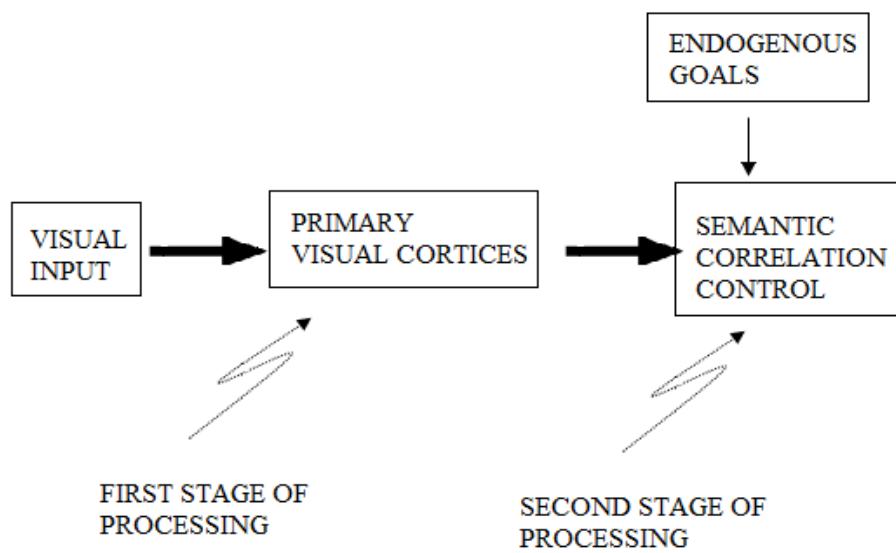 ENDOGENOUS
GOALS
VISUAL
INPUT
PRIMARY
VISUAL CORTICES
SEMANTIC
CORRELATION
CONTROL
FIRST STAGE OF
PROCESSING
SECOND STAGE OF
PROCESSING